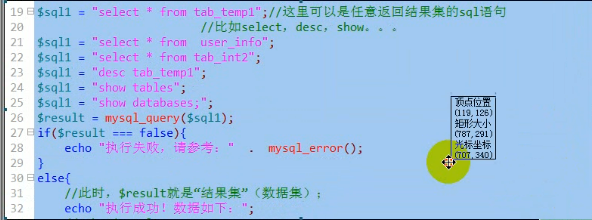 19 $sql1 = "select * from tab_temp1";//这里可以是任意返回结果集的sql语句
20 //比如select，desc，show。。。
21 $sql1 = "select * from  user_info";
22 $sql1 = "select * from tab_int2";
23 $sql1 = "desc tab_temp1";
24 $sql1 = "show tables";
25 $sql1 = "show databases;";
26 $result = mysql_query($sql1);
27 if($result === false){
28 echo "执行失败，请参考：" . mysql_error();
29 }
30 else{
31 //此时，$result就是“结果集”（数据集）；
32 echo "执行成功！数据如下：";
顶点位置
(119,126)
矩形大小
(787,291)
光标坐标
(707,340)